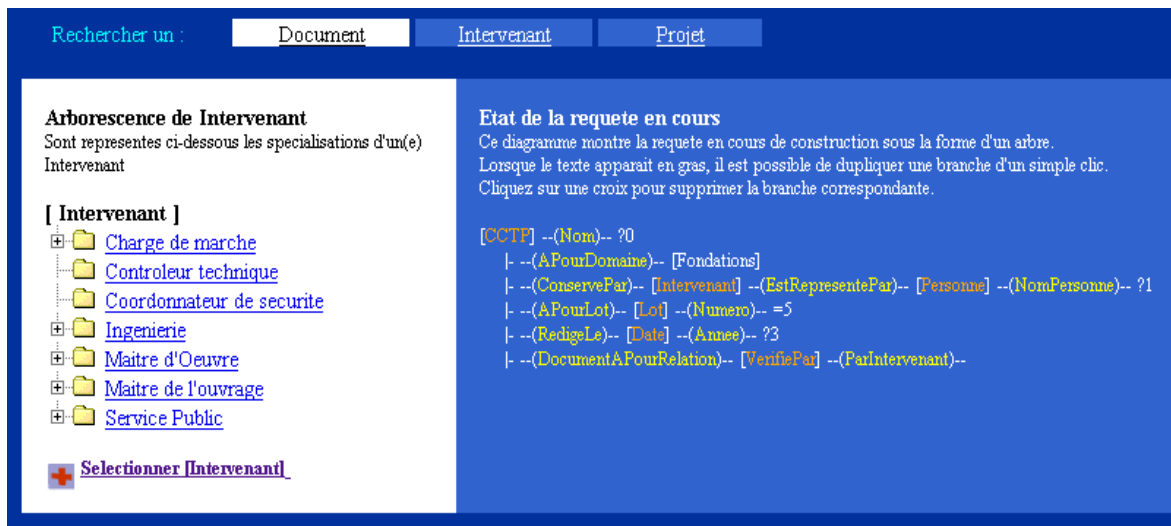 Rechercher un : Document Intervenant Projet
Arborescence de Intervenant
Sont representes ci-dessous les specialisations d'un(e)
Intervenant
[ Intervenant ]
Charge de marche
Controleur technique
Coordonnateur de securite
Ingenierie
Maitre d'Oeuvre
Maitre de l'ouvrage
Service Public
Selectionner [Intervenant]
Etat de la requete en cours
Ce diagramme montre la requete en cours de construction sous la forme d'un arbre.
Lorsque le texte apparait en gras, il est possible de dupliquer une branche d'un simple clic.
Cliquez sur une croix pour supprimer la branche correspondante.
[CCTP] --(Nom)-- ?0
|- --(APourDomaine)-- [Fondations]
|- --(ConservePar)-- [Intervenant] --(EstRepresentePar)-- [Personne] --(NomPersonne)-- ?1
|- --(APourLot)-- [Lot] --(Numero)-- =5
|- --(RedigeLe)-- [Date] --(Annee)-- ?3
|- --(DocumentAPourRelation)-- [VerifiePar] --(ParIntervenant)--